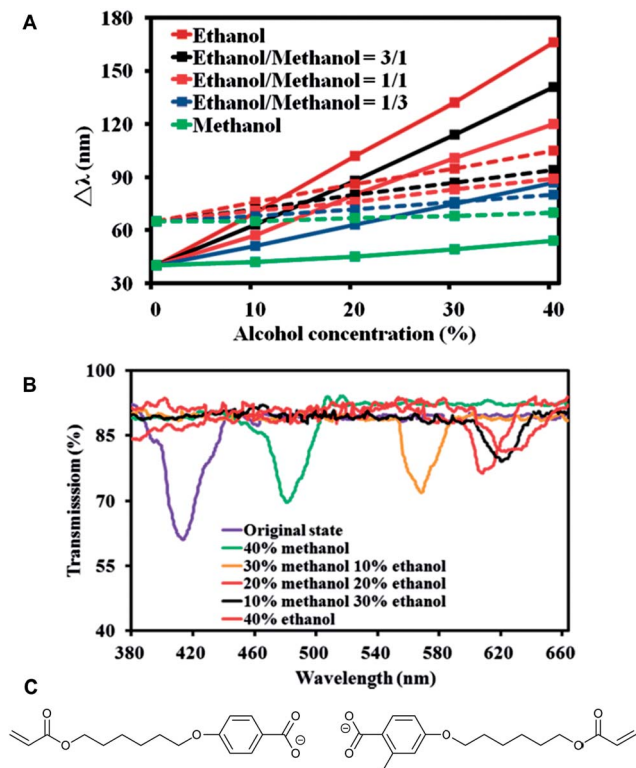 A
180
150
120
90
60
30
Δλ (nm)
Ethanol
Ethanol/Methanol = 3/1
Ethanol/Methanol = 1/1
Ethanol/Methanol = 1/3
Methanol
0 10 20 30 40
Alcohol concentration (%)
B
100
85
70
55
40
Transmisssiom (%)
Original state
40% methanol
30% methanol 10% ethanol
20% methanol 20% ethanol
10% methanol 30% ethanol
40% ethanol
380 420 460 500 540 580 620 660
Wavelength (nm)
C
O
O
O
O
O⊖
⊖O
O
O
O
O